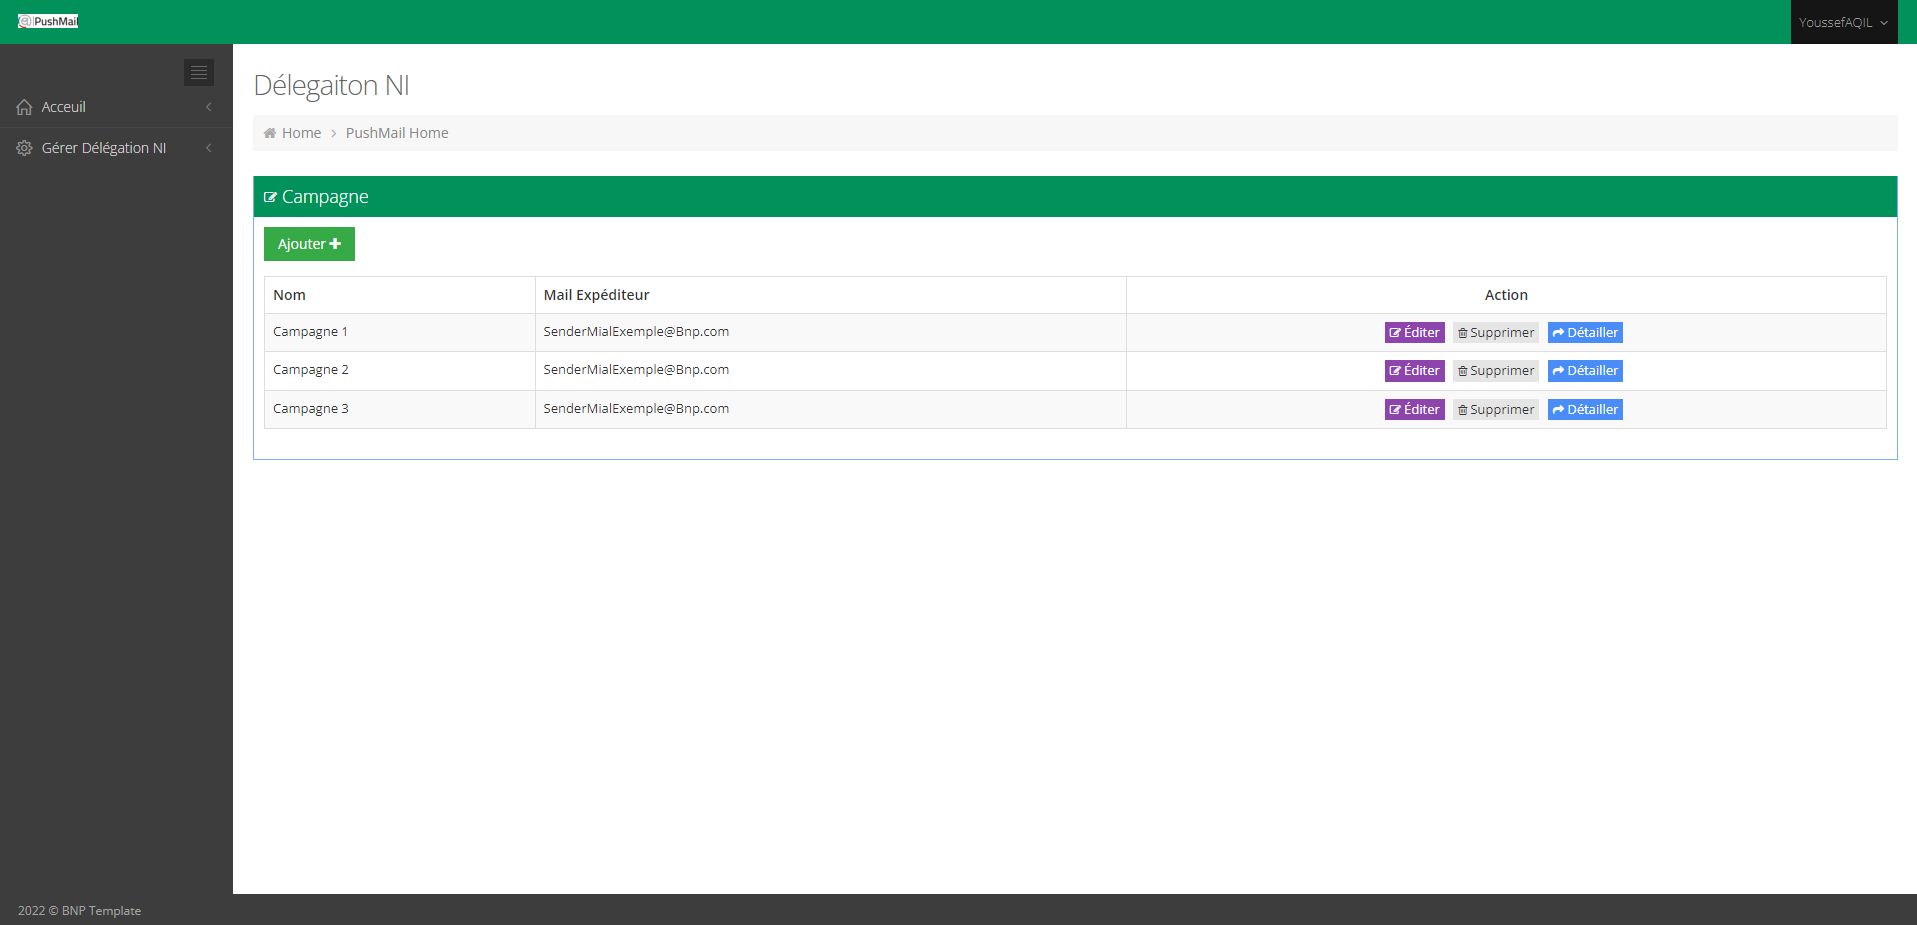 @PushMail
YoussefAQIL
Acceuil
Gérer Délégation NI
Délegaiton NI
Home > PushMail Home
Campagne
Ajouter
Nom Mail Expéditeur Action
Campagne 1 SenderMialExemple@Bnp.com Éditer Supprimer Détailler
Campagne 2 SenderMialExemple@Bnp.com Éditer Supprimer Détailler
Campagne 3 SenderMialExemple@Bnp.com Éditer Supprimer Détailler
2022 © BNP Template